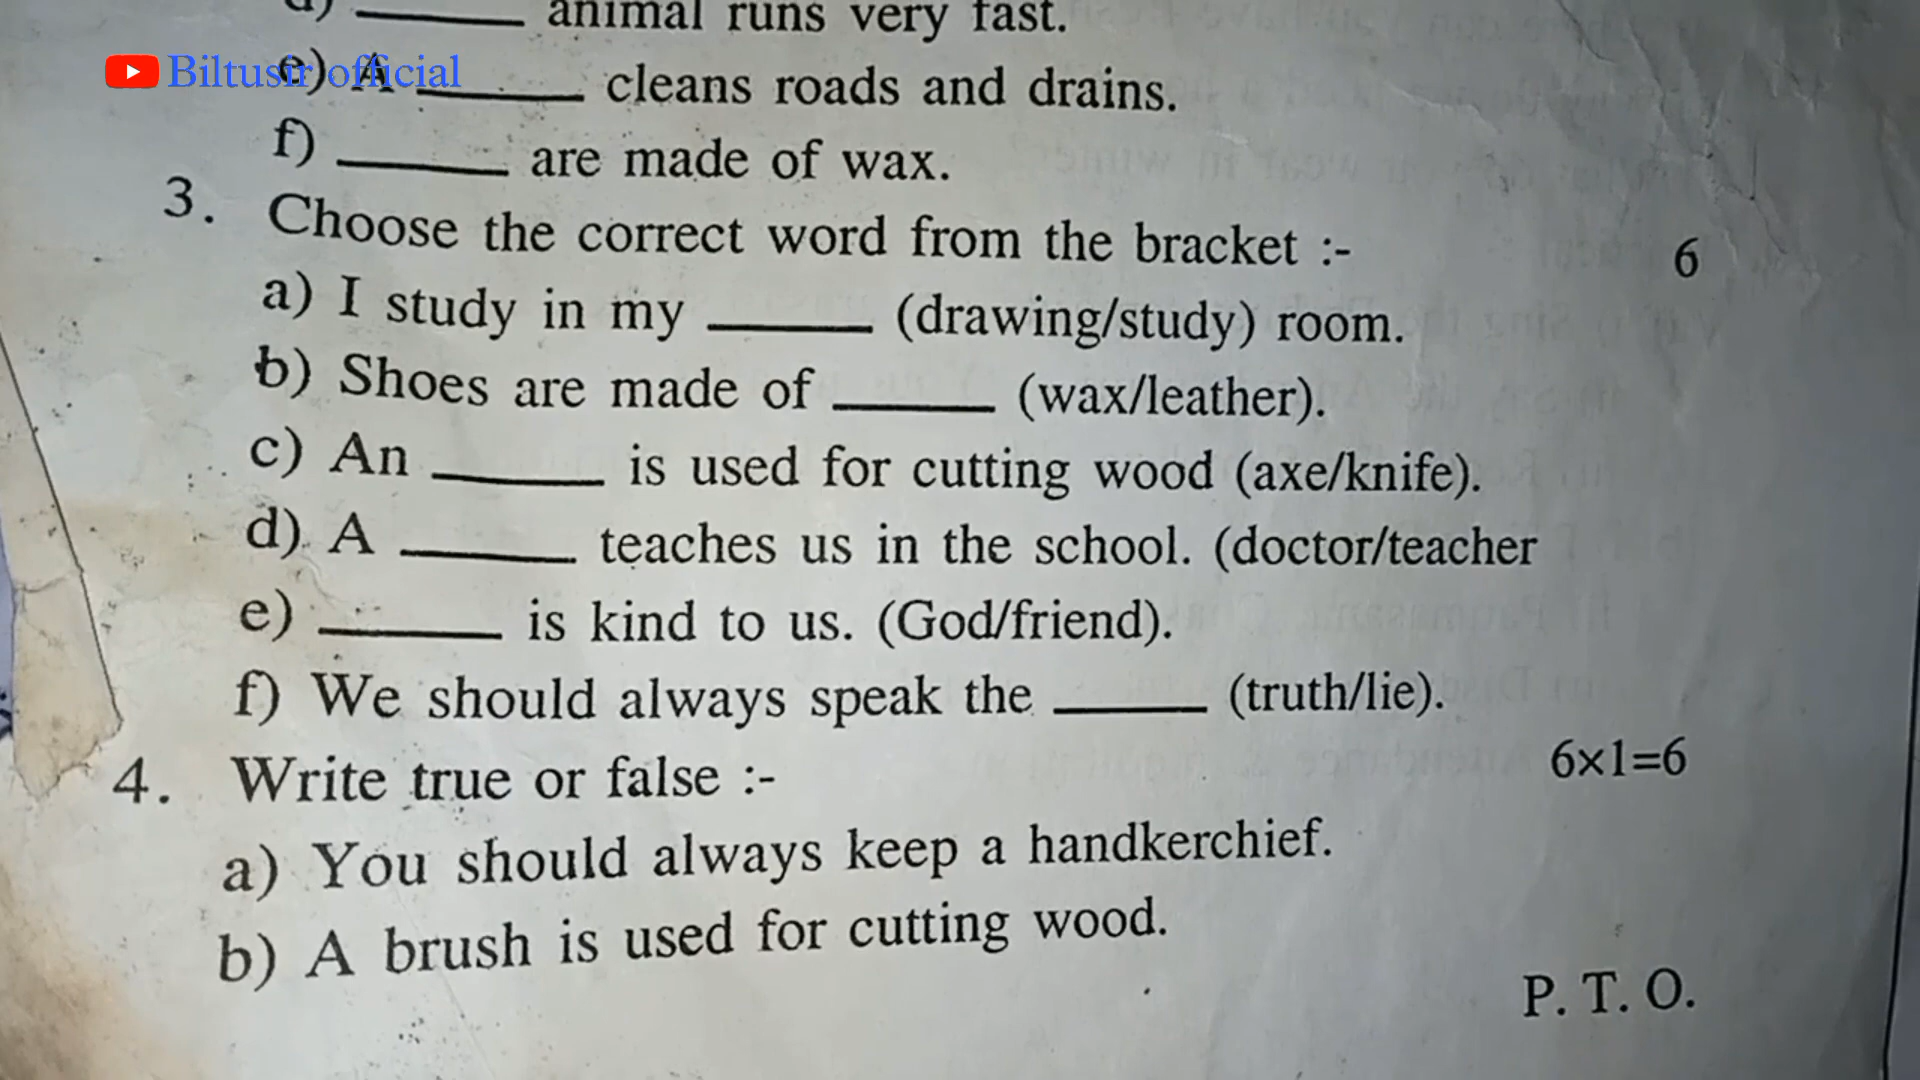 d) ______ animal runs very fast.
Biltusir official
e) A ______ cleans roads and drains.
f) ______ are made of wax.
3. Choose the correct word from the bracket :- 6
a) I study in my ______ (drawing/study) room.
b) Shoes are made of ______ (wax/leather).
c) An ______ is used for cutting wood (axe/knife).
d) A ______ teaches us in the school. (doctor/teacher
e) ______ is kind to us. (God/friend).
f) We should always speak the ______ (truth/lie).
4. Write true or false :- 6×1=6
a) You should always keep a handkerchief.
b) A brush is used for cutting wood.
P. T. O.